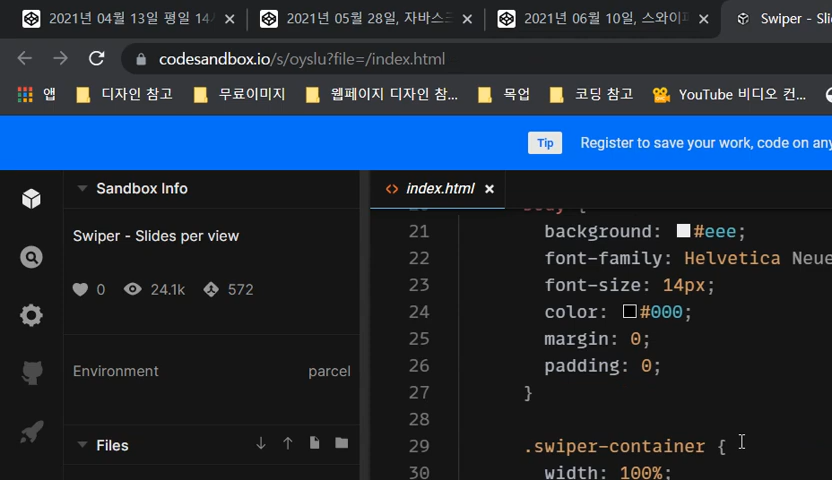 2021년 04월 13일 평일 14
2021년 05월 28일, 자바스크
2021년 06월 10일, 스와이퍼
Swiper - Sli
codesandbox.io/s/oyslu?file=/index.html
앱
디자인 참고
무료이미지
웹페이지 디자인 참...
목업
코딩 참고
YouTube 비디오 컨...
Tip
Register to save your work, code on any
Sandbox Info
index.html
Swiper - Slides per view
0
24.1k
572
Environment
parcel
Files
body {
21 background: #eee;
22 font-family: Helvetica Neue
23 font-size: 14px;
24 color: #000;
25 margin: 0;
26 padding: 0;
27 }
28
29 .swiper-container {
30 width: 100%;